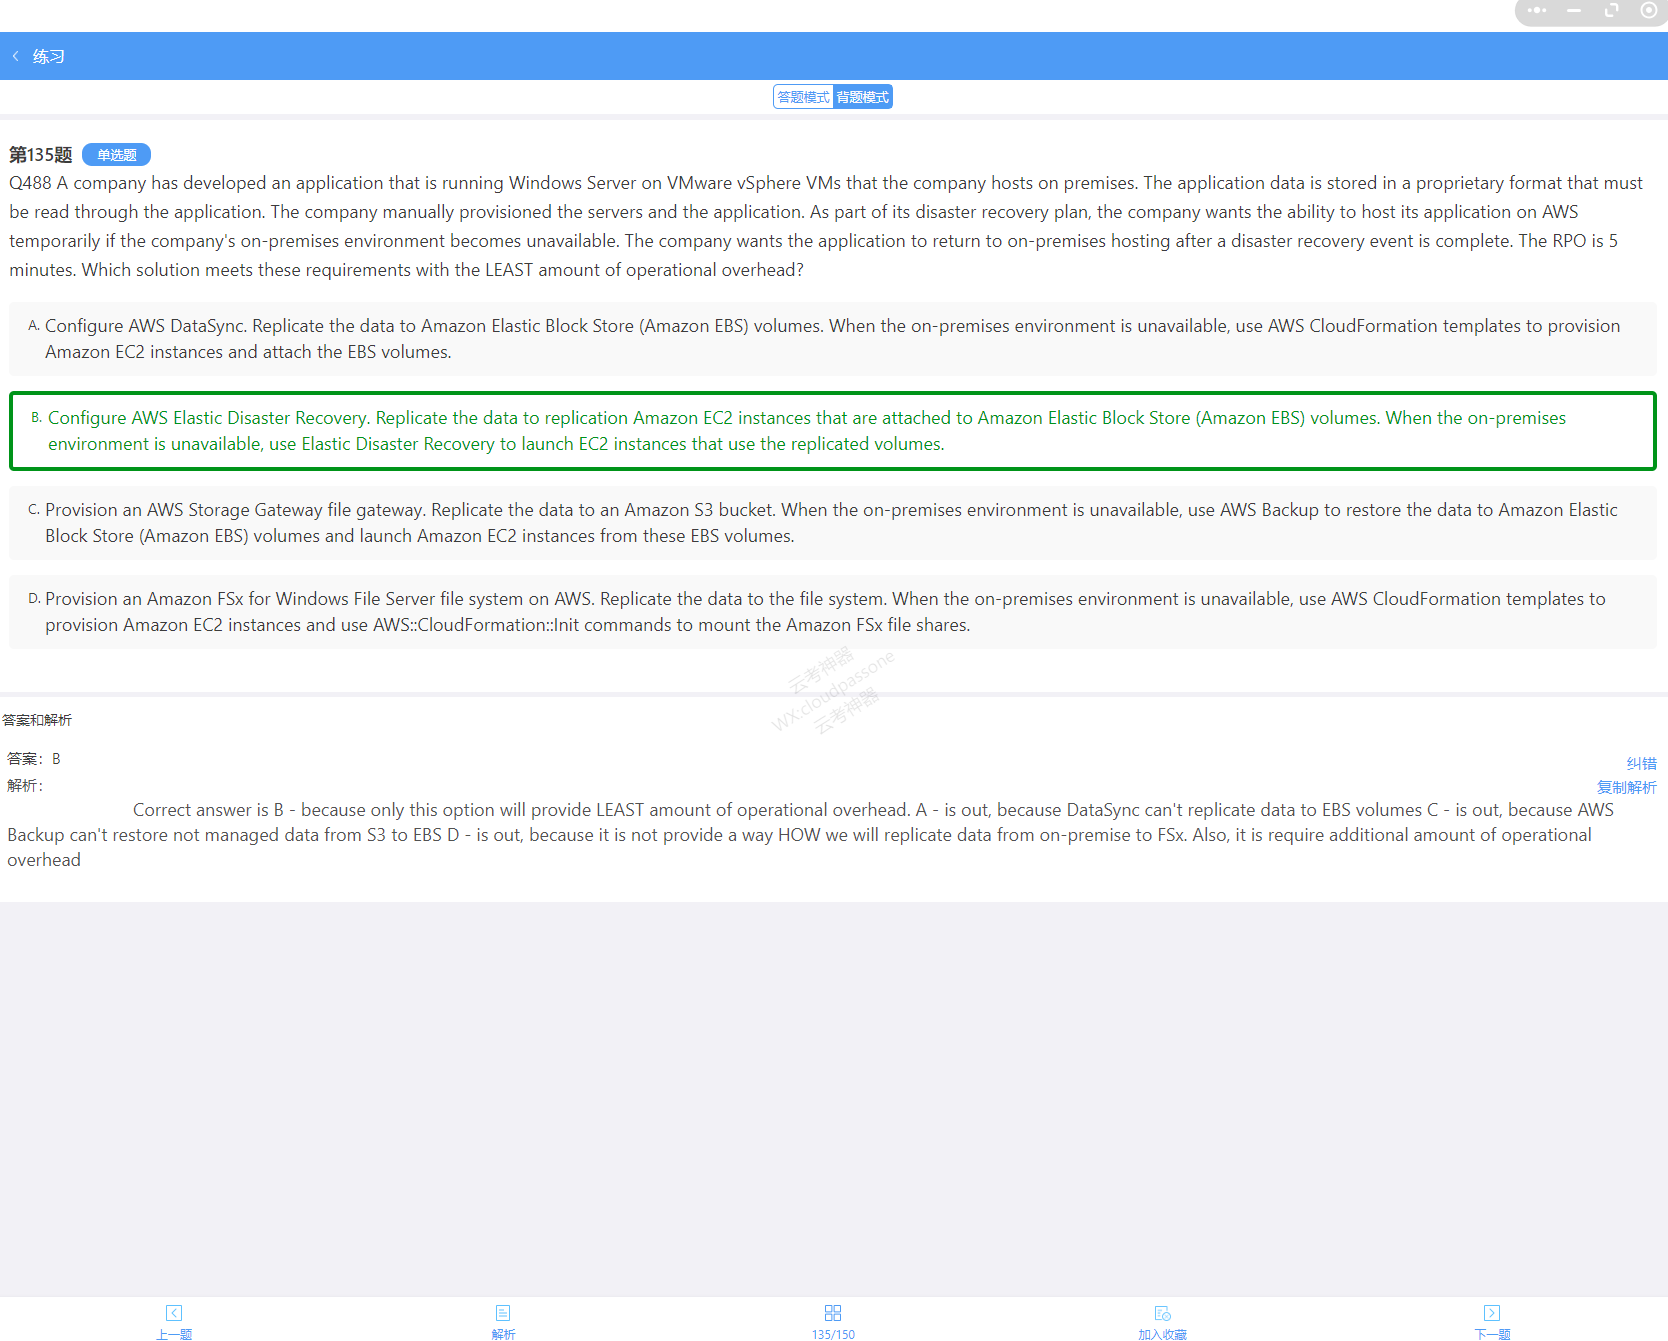 练习
答题模式 背题模式
第135题 单选题
Q488 A company has developed an application that is running Windows Server on VMware vSphere VMs that the company hosts on premises. The application data is stored in a proprietary format that must
be read through the application. The company manually provisioned the servers and the application. As part of its disaster recovery plan, the company wants the ability to host its application on AWS
temporarily if the company's on-premises environment becomes unavailable. The company wants the application to return to on-premises hosting after a disaster recovery event is complete. The RPO is 5
minutes. Which solution meets these requirements with the LEAST amount of operational overhead?
A. Configure AWS DataSync. Replicate the data to Amazon Elastic Block Store (Amazon EBS) volumes. When the on-premises environment is unavailable, use AWS CloudFormation templates to provision
Amazon EC2 instances and attach the EBS volumes.
B. Configure AWS Elastic Disaster Recovery. Replicate the data to replication Amazon EC2 instances that are attached to Amazon Elastic Block Store (Amazon EBS) volumes. When the on-premises
environment is unavailable, use Elastic Disaster Recovery to launch EC2 instances that use the replicated volumes.
C. Provision an AWS Storage Gateway file gateway. Replicate the data to an Amazon S3 bucket. When the on-premises environment is unavailable, use AWS Backup to restore the data to Amazon Elastic
Block Store (Amazon EBS) volumes and launch Amazon EC2 instances from these EBS volumes.
D. Provision an Amazon FSx for Windows File Server file system on AWS. Replicate the data to the file system. When the on-premises environment is unavailable, use AWS CloudFormation templates to
provision Amazon EC2 instances and use AWS::CloudFormation::Init commands to mount the Amazon FSx file shares.
云考神器
WX:cloudpassone
云考神器
答案和解析
答案：B
纠错
解析：
复制解析
Correct answer is B - because only this option will provide LEAST amount of operational overhead. A - is out, because DataSync can't replicate data to EBS volumes C - is out, because AWS
Backup can't restore not managed data from S3 to EBS D - is out, because it is not provide a way HOW we will replicate data from on-premise to FSx. Also, it is require additional amount of operational
overhead
上一题 解析 135/150 加入收藏 下一题